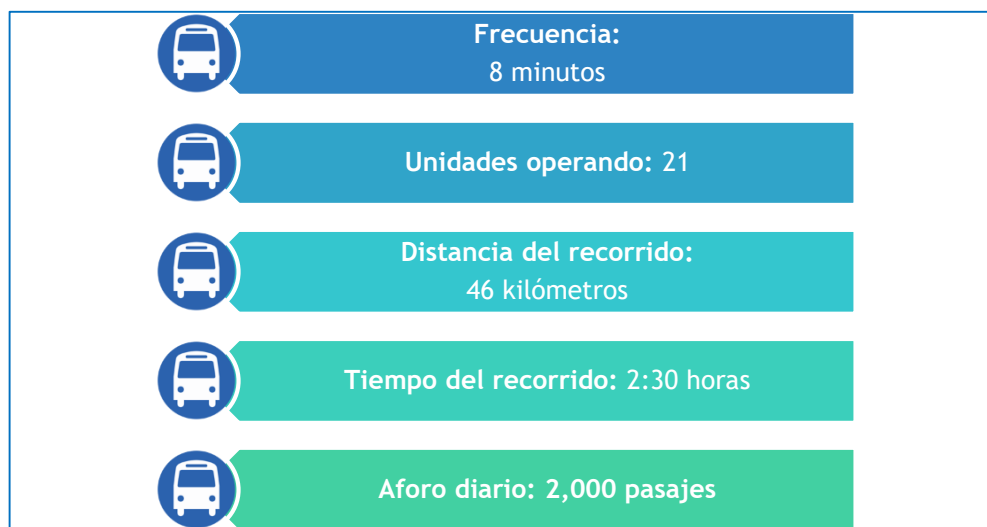 Frecuencia:
8 minutos
Unidades operando: 21
Distancia del recorrido:
46 kilómetros
Tiempo del recorrido: 2:30 horas
Aforo diario: 2,000 pasajes